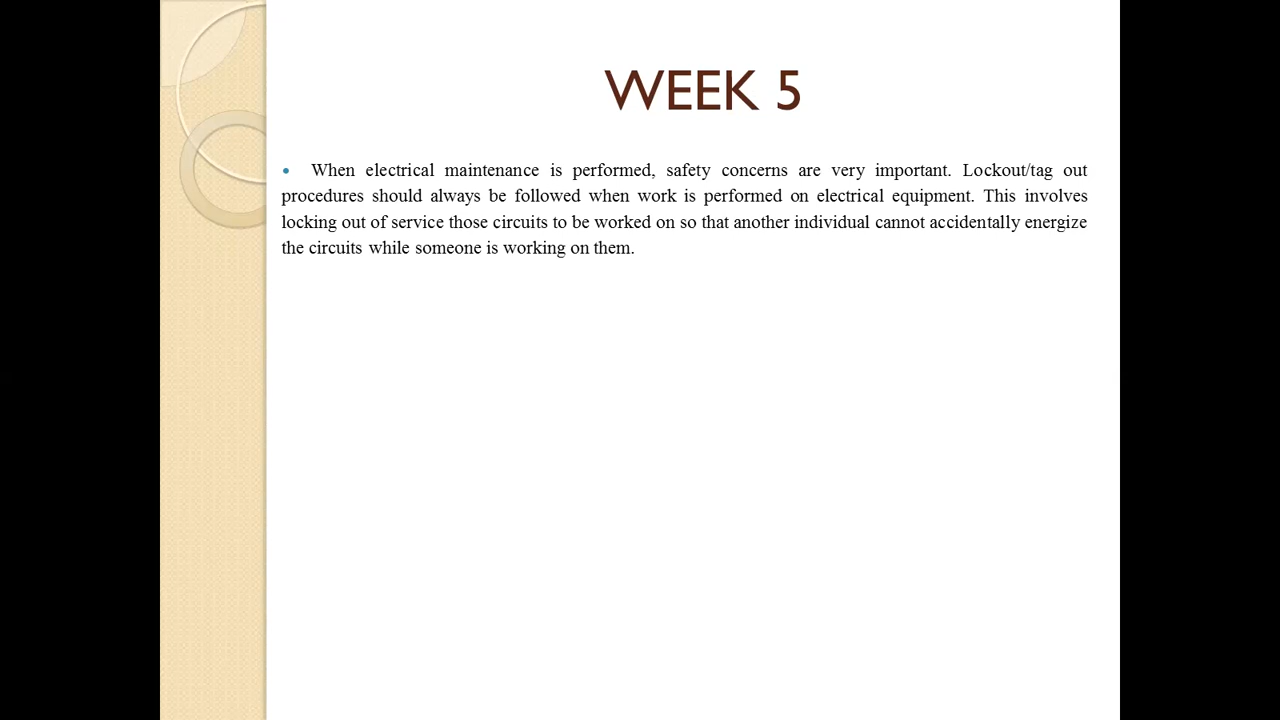 WEEK 5
• When electrical maintenance is performed, safety concerns are very important. Lockout/tag out
procedures should always be followed when work is performed on electrical equipment. This involves
locking out of service those circuits to be worked on so that another individual cannot accidentally energize
the circuits while someone is working on them.